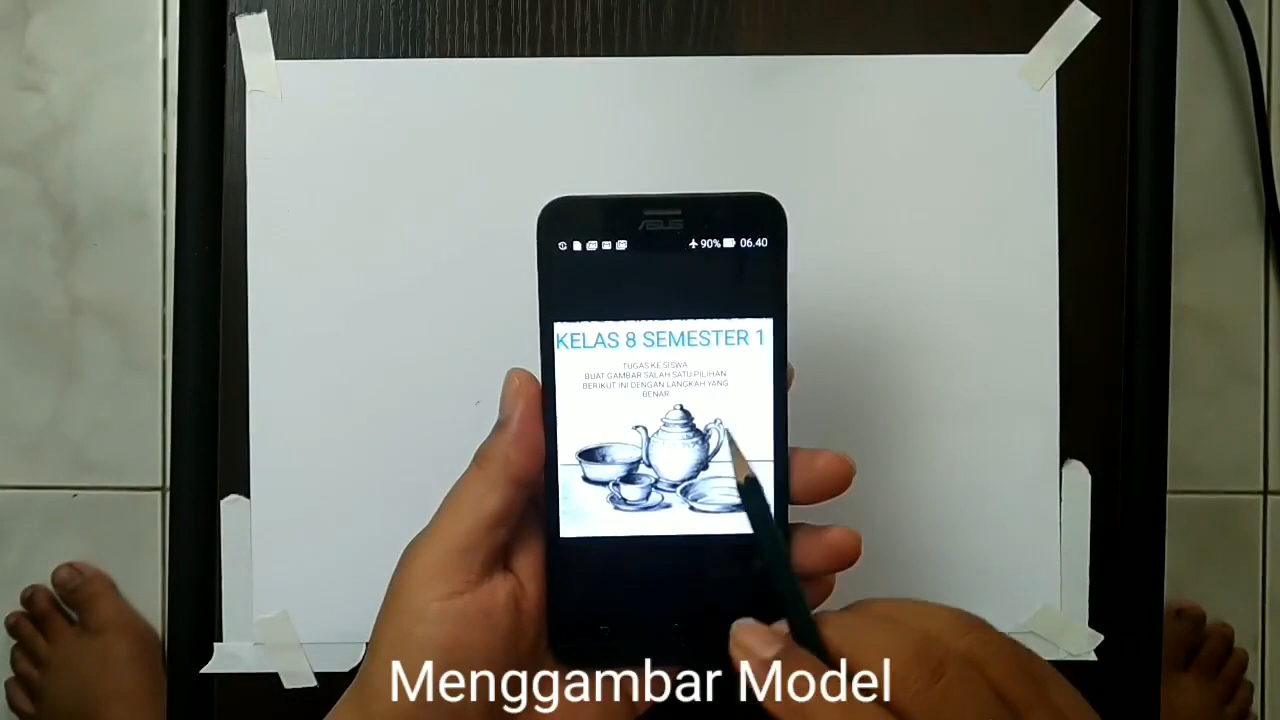 ASUS
90% 06.40
KELAS 8 SEMESTER 1
TUGAS KE SISWA
BUAT GAMBAR SALAH SATU PILIHAN
BERIKUT INI DENGAN LANGKAH YANG
BENAR
Menggambar Model